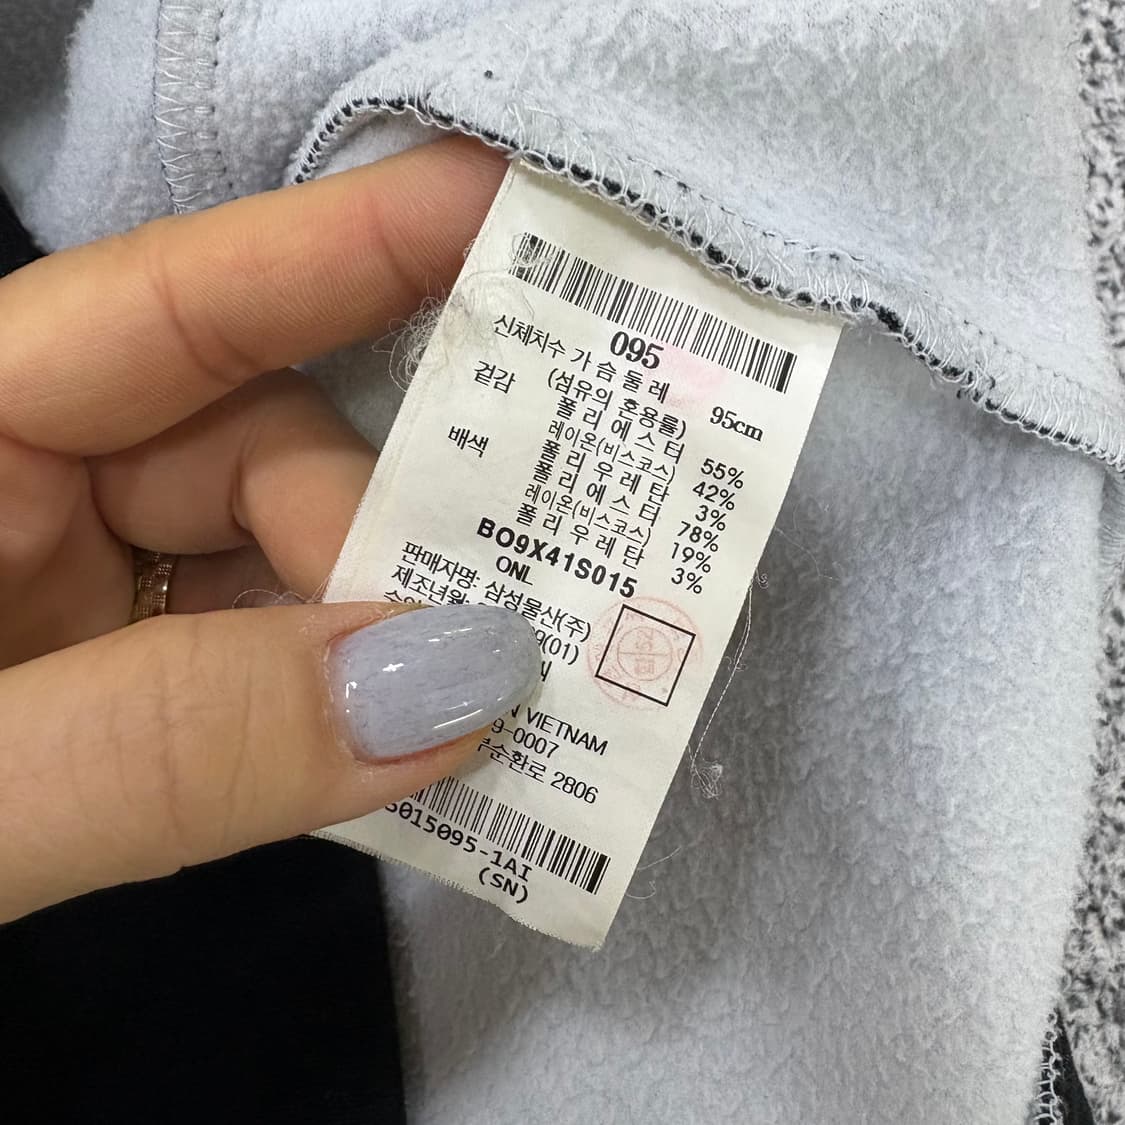 095
신체치수 가 슴 둘 레 95cm
(섬유의 혼용률)
겉감 폴 리 에 스 터 55%
레이온(비스코스) 42%
폴 리 우 레 탄 3%
배색 폴 리 에 스 터 78%
레이온(비스코스) 19%
폴 리 우 레 탄 3%
BO9X41S015
ONL
판매자명: 삼성물산(주)
제조년월:
VIETNAM
9-0007
2806
5015095-1AI
(SN)